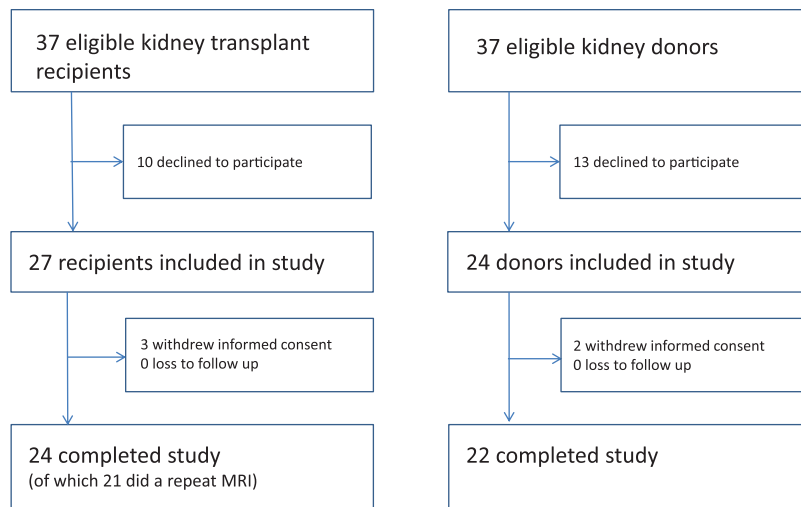 37 eligible kidney transplant
recipients
10 declined to participate
27 recipients included in study
3 withdrew informed consent
0 loss to follow up
24 completed study
(of which 21 did a repeat MRI)
37 eligible kidney donors
13 declined to participate
24 donors included in study
2 withdrew informed consent
0 loss to follow up
22 completed study